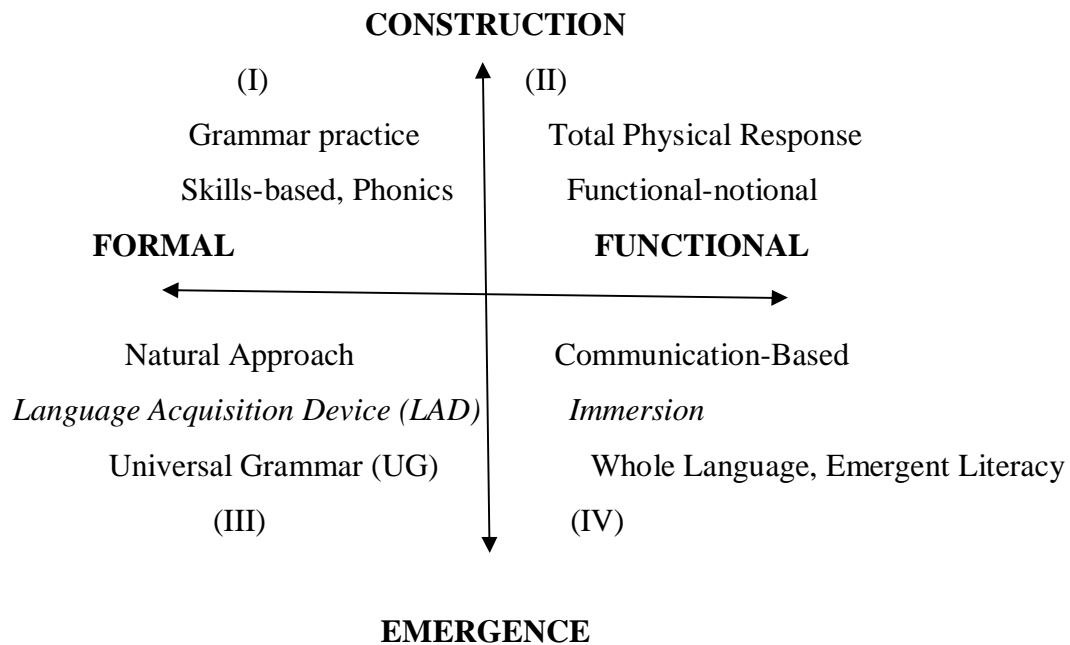 CONSTRUCTION
(I) (II)
Grammar practice Total Physical Response
Skills-based, Phonics Functional-notional
FORMAL FUNCTIONAL
Natural Approach Communication-Based
Language Acquisition Device (LAD) Immersion
Universal Grammar (UG) Whole Language, Emergent Literacy
(III) (IV)
EMERGENCE